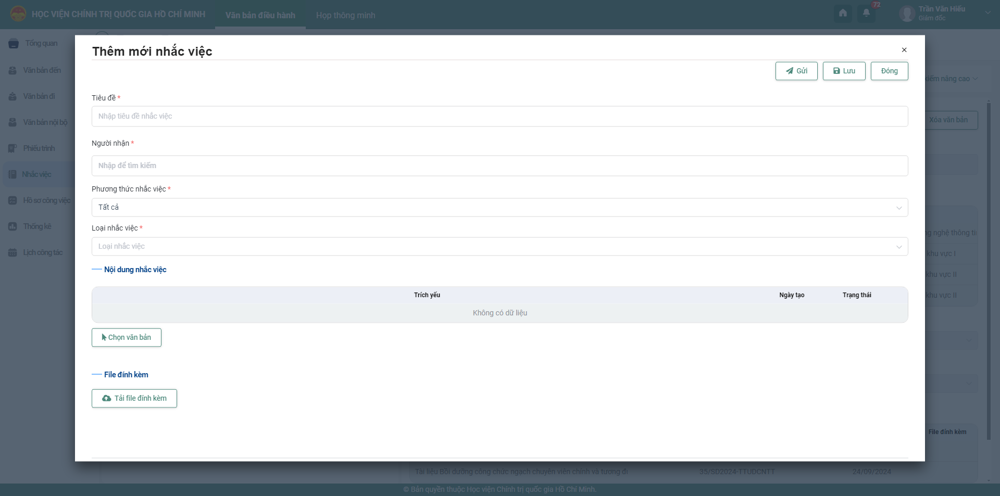 HỌC VIỆN CHÍNH TRỊ QUỐC GIA HỒ CHÍ MINH
Văn bản điều hành
Họp thông minh
72
Trần Văn Hiếu
Giám đốc
Tổng quan
Văn bản đến
Văn bản đi
Văn bản nội bộ
Phiếu trình
Nhắc việc
Hồ sơ công việc
Thống kê
Lịch công tác
Thêm mới nhắc việc
Gửi
Lưu
Đóng
kiếm nâng cao
Xóa văn bản
Tiêu đề *
Nhập tiêu đề nhắc việc
Người nhận *
Nhập để tìm kiếm
Phương thức nhắc việc *
Tất cả
Loại nhắc việc *
Loại nhắc việc
nghệ thông ti
khu vực I
khu vực II
khu vực II
Nội dung nhắc việc
Trích yếu
Ngày tạo
Trạng thái
Không có dữ liệu
Chọn văn bản
File đính kèm
Tải file đính kèm
File đính kèm
Tài liệu Bồi dưỡng công chức ngạch chuyên viên chính và tương đ
35/SD2024-TTUDCNTT
24/09/2024
© Bản quyền thuộc Học viện Chính trị quốc gia Hồ Chí Minh.